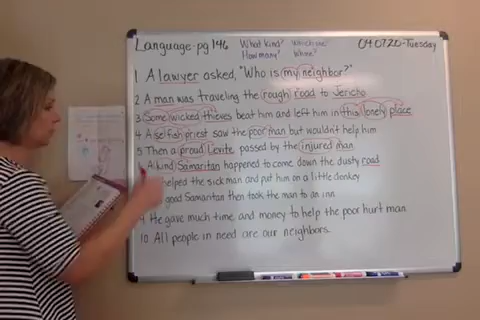 Language - pg 146 What kind? Which one? 04.07.20 - Tuesday
How many? Whose?
1 A lawyer asked, "Who is my neighbor?"
2 A man was traveling the rough road to Jericho
3 Some wicked thieves beat him and left him in this lonely place
4 A selfish priest saw the poor man but wouldn't help him
5 Then a proud Levite passed by the injured man
6 A kind Samaritan happened to come down the dusty road
helped the sick man and put him on a little donkey
good Samaritan then took the man to an inn
9 He gave much time and money to help the poor hurt man
10. All people in need are our neighbors.